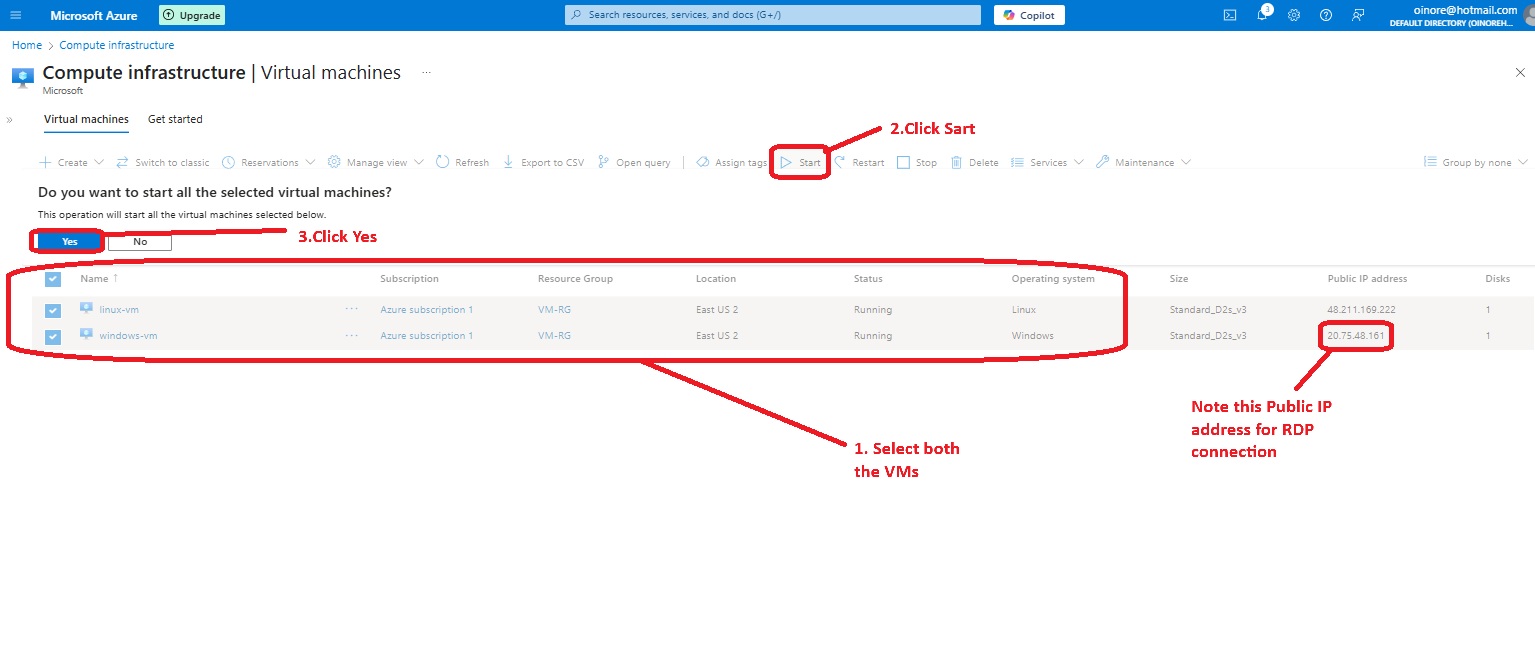 Microsoft Azure
Upgrade
Search resources, services, and docs (G+/)
Copilot
3
oinore@hotmail.com
DEFAULT DIRECTORY (OINOREH...
Home > Compute infrastructure
Compute infrastructure | Virtual machines ...
Microsoft
» Virtual machines Get started
2.Click Sart
Create Switch to classic Reservations Manage view Refresh Export to CSV Open query | Assign tags Start Restart Stop Delete Services Maintenance Group by none
Do you want to start all the selected virtual machines?
This operation will start all the virtual machines selected below.
Yes No
3.Click Yes
Name ↑ Subscription Resource Group Location Status Operating system Size Public IP address Disks
linux-vm ... Azure subscription 1 VM-RG East US 2 Running Linux Standard_D2s_v3 48.211.169.222 1
windows-vm ... Azure subscription 1 VM-RG East US 2 Running Windows Standard_D2s_v3 20.75.48.161 1
Note this Public IP
address for RDP
connection
1. Select both
the VMs